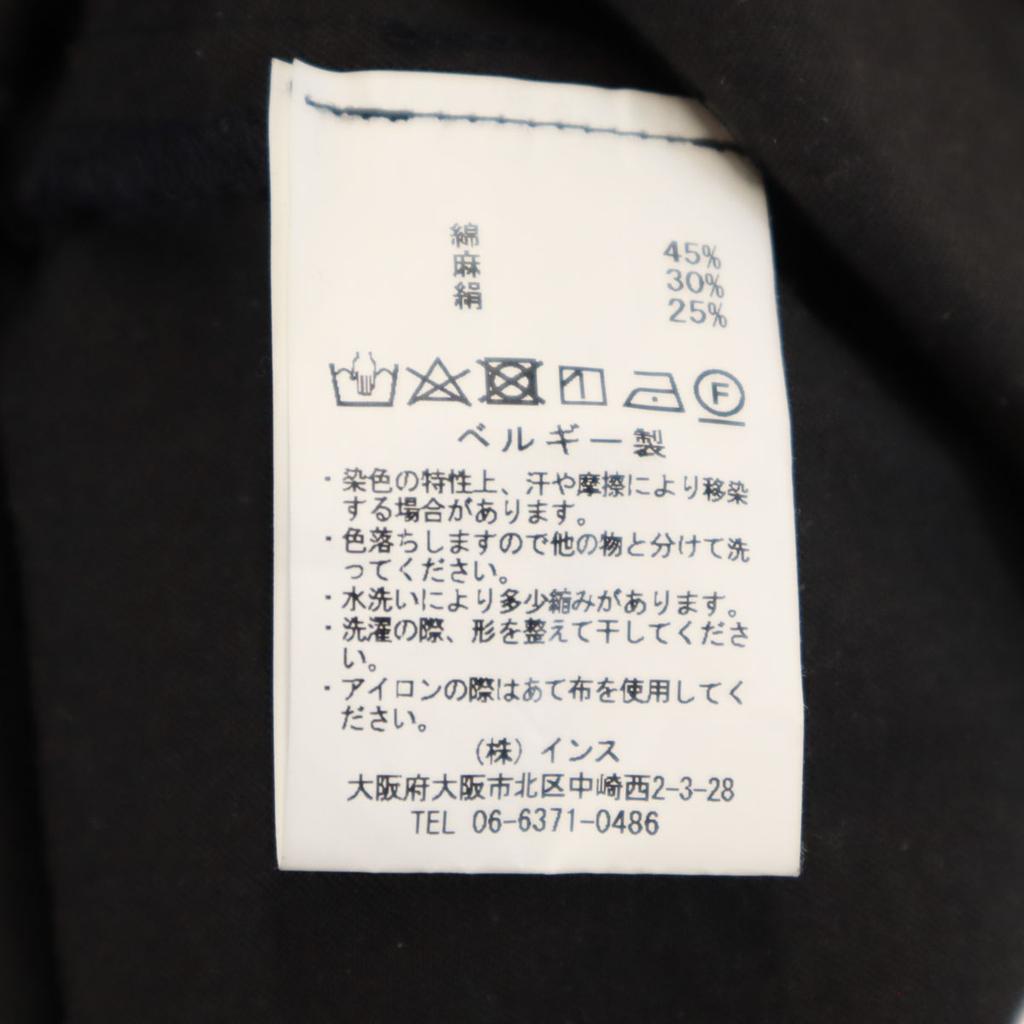 綿 45%
麻 30%
絹 25%
F
ベルギー製
・染色の特性上、汗や摩擦により移染
する場合があります。
・色落ちしますので他の物と分けて洗
ってください。
・水洗いにより多少縮みがあります。
・洗濯の際、形を整えて干してくださ
い。
・アイロンの際はあて布を使用してく
ださい。
(株)インス
大阪府大阪市北区中崎西2-3-28
TEL 06-6371-0486